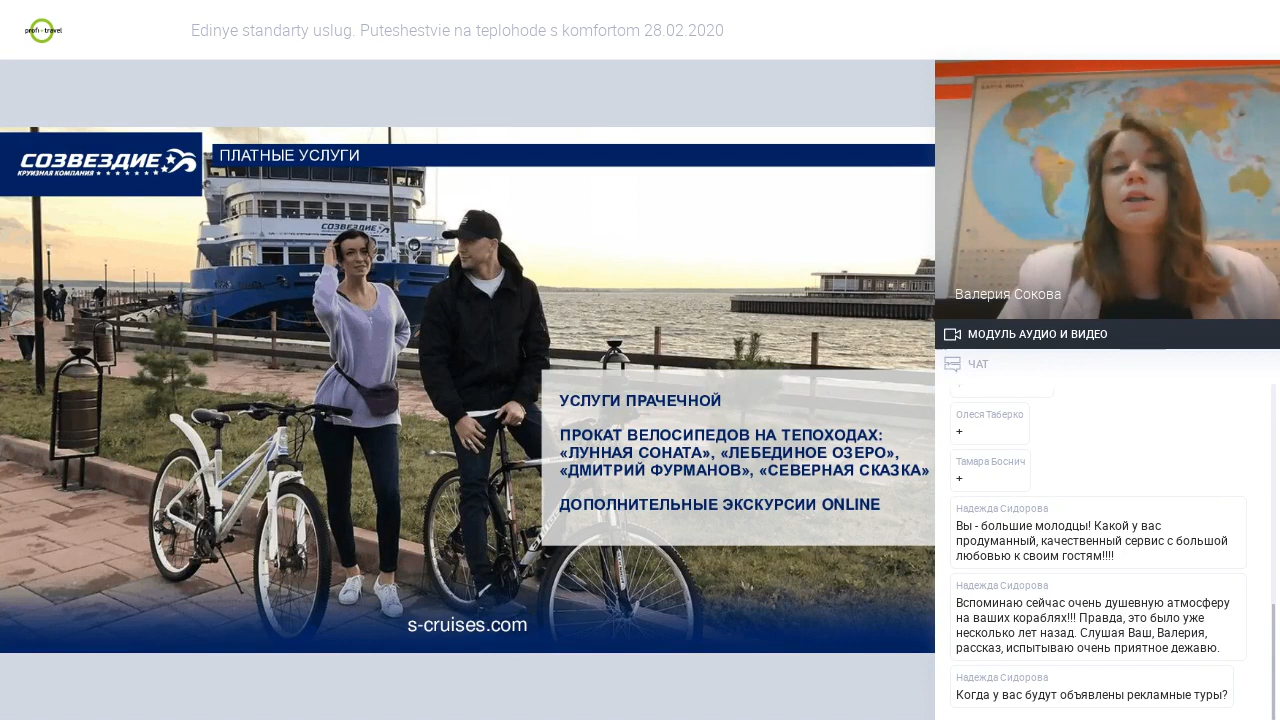 profi travel
Edinye standarty uslug. Puteshestvie na teplohode s komfortom 28.02.2020
СОЗВЕЗДИЕ
КРУИЗНАЯ КОМПАНИЯ
ПЛАТНЫЕ УСЛУГИ
СОЗВЕЗДИЕ
УСЛУГИ ПРАЧЕЧНОЙ
ПРОКАТ ВЕЛОСИПЕДОВ НА ТЕПОХОДАХ:
«ЛУННАЯ СОНАТА», «ЛЕБЕДИНОЕ ОЗЕРО»,
«ДМИТРИЙ ФУРМАНОВ», «СЕВЕРНАЯ СКАЗКА»
ДОПОЛНИТЕЛЬНЫЕ ЭКСКУРСИИ ONLINE
s-cruises.com
Валерия Сокова
МОДУЛЬ АУДИО И ВИДЕО
ЧАТ
Олеся Таберко
+
Тамара Боснич
+
Надежда Сидорова
Вы - большие молодцы! Какой у вас
продуманный, качественный сервис с большой
любовью к своим гостям!!!!
Надежда Сидорова
Вспоминаю сейчас очень душевную атмосферу
на ваших кораблях!!! Правда, это было уже
несколько лет назад. Слушая Ваш, Валерия,
рассказ, испытываю очень приятное дежавю.
Надежда Сидорова
Когда у вас будут объявлены рекламные туры?